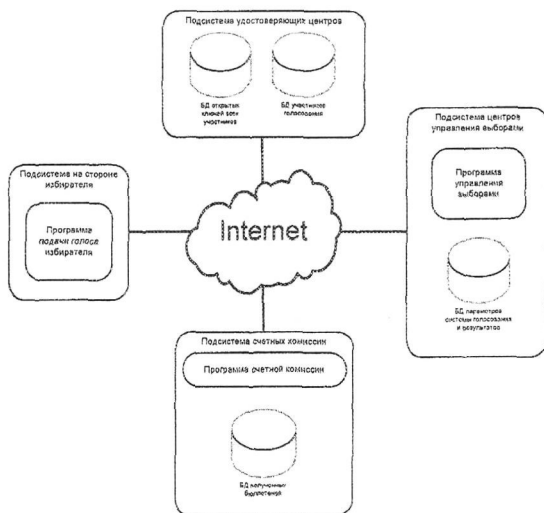 Подсистема удостоверяющих центров
БД открытых
ключей всех
участников
БД участников
голосования
Подсистема на стороне
избирателя
Программа
подачи голоса
избирателя
Internet
Подсистема центров
управления выборами
Программа
управления
выборами
БД параметров
системы голосования
и результатов
Подсистема счетных комиссий
Программа счетной комиссии
БД полученных
бюллетеней